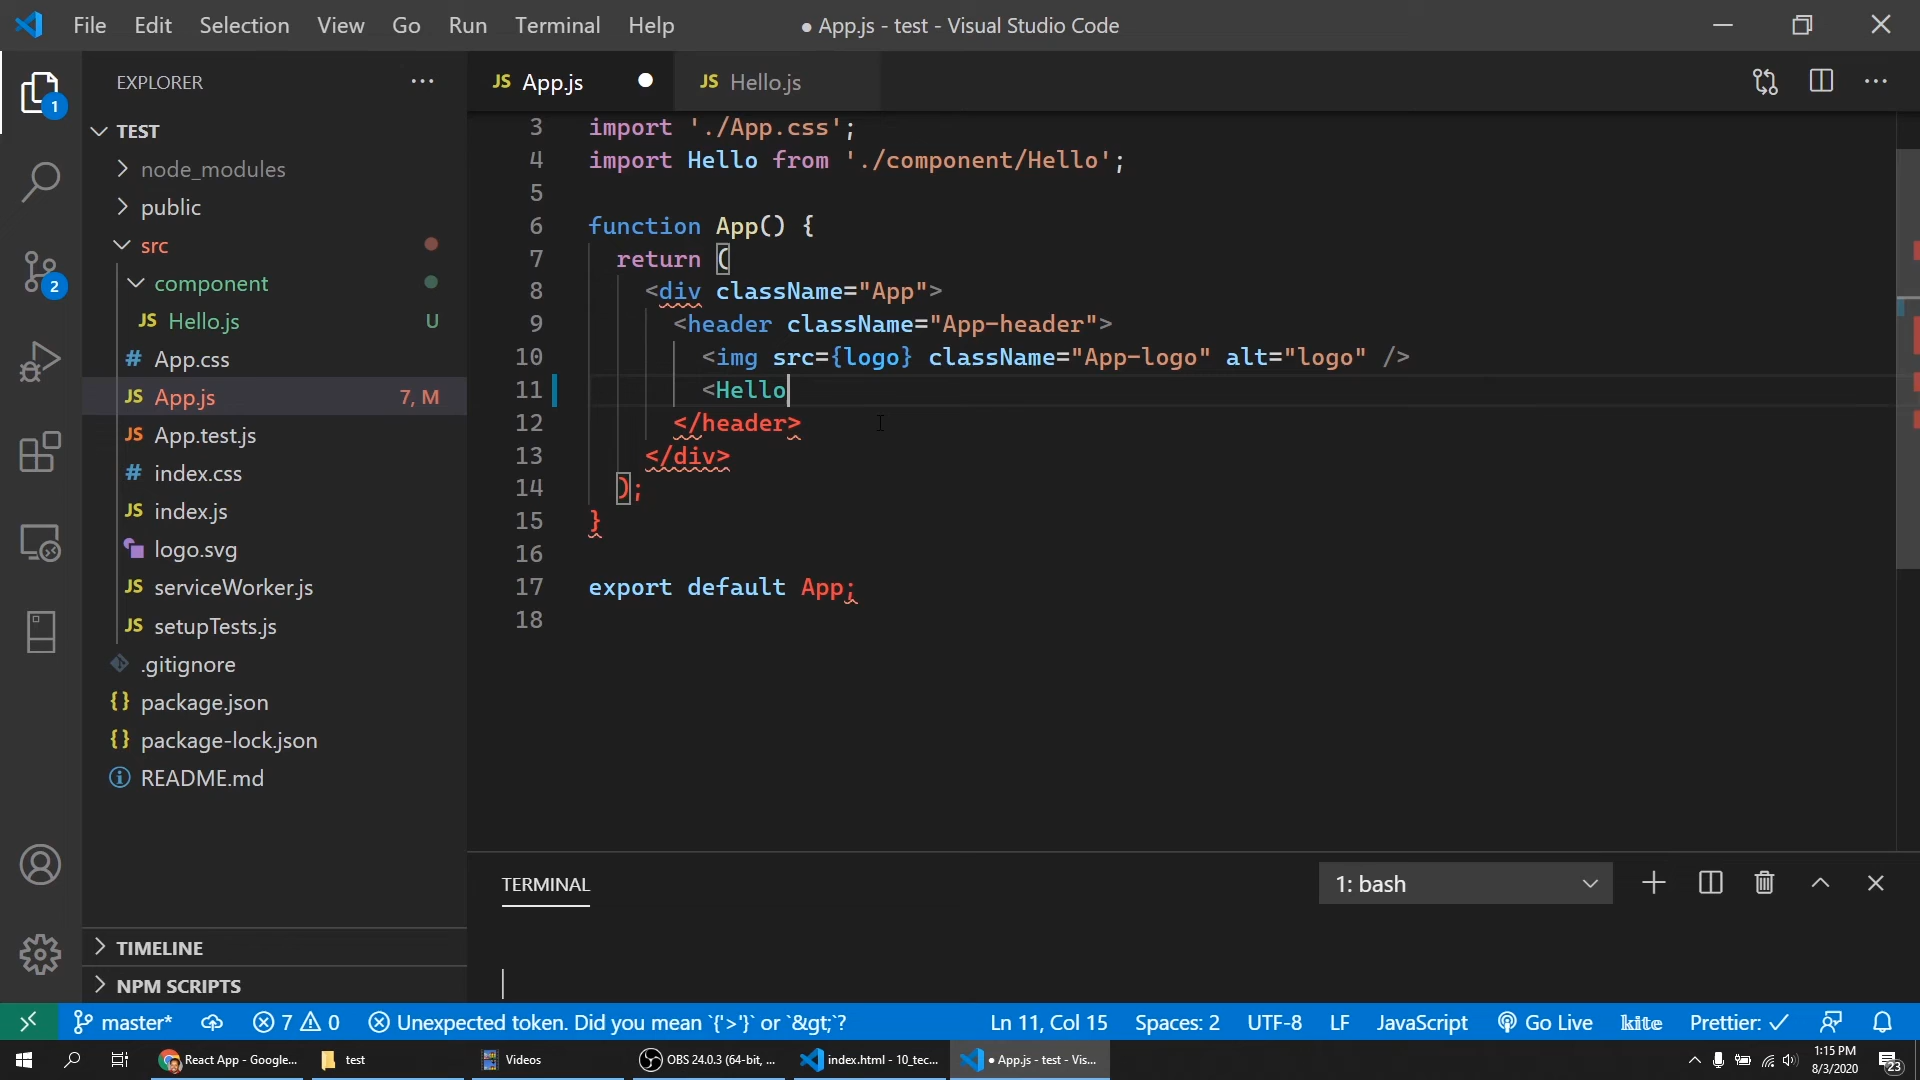 File Edit Selection View Go Run Terminal Help
● App.js - test - Visual Studio Code
EXPLORER
JS App.js
JS Hello.js
1
TEST
node_modules
public
src
component
JS Hello.js U
# App.css
JS App.js 7, M
JS App.test.js
# index.css
JS index.js
logo.svg
JS serviceWorker.js
JS setupTests.js
.gitignore
{} package.json
{} package-lock.json
README.md
2
TIMELINE
NPM SCRIPTS
3 import './App.css';
4 import Hello from './component/Hello';
5
6 function App() {
7 return (
8 <div className="App">
9 <header className="App-header">
10 <img src={logo} className="App-logo" alt="logo" />
11 <Hello
12 </header>
13 </div>
14 );
15 }
16
17 export default App;
18
TERMINAL
1: bash
master* 7 0 Unexpected token. Did you mean `{'>'}` or `&gt;`? Ln 11, Col 15 Spaces: 2 UTF-8 LF JavaScript Go Live kite Prettier: ✓
React App - Google... test Videos OBS 24.0.3 (64-bit, ... index.html - 10_tec... ● App.js - test - Vis...
1:15 PM
8/3/2020
23